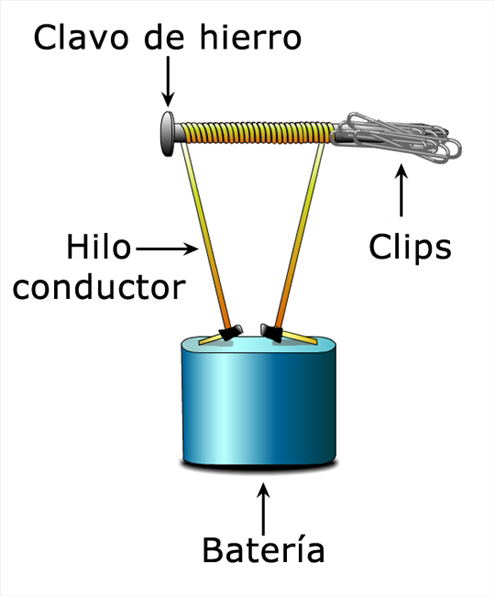 Clavo de hierro
Hilo
conductor
Clips
Batería